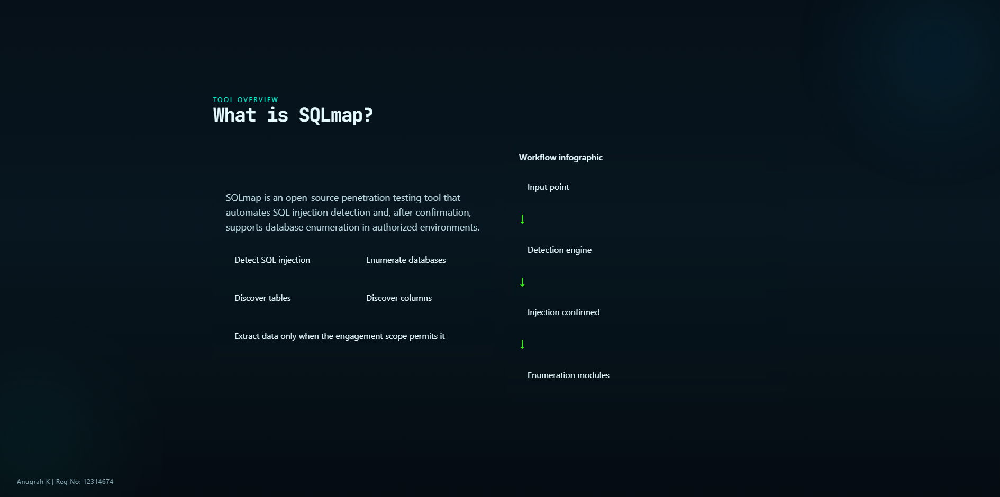 TOOL OVERVIEW
What is SQLmap?
SQLmap is an open-source penetration testing tool that
automates SQL injection detection and, after confirmation,
supports database enumeration in authorized environments.
Detect SQL injection
Enumerate databases
Discover tables
Discover columns
Extract data only when the engagement scope permits it
Workflow infographic
Input point
↓
Detection engine
↓
Injection confirmed
↓
Enumeration modules
Anugrah K | Reg No: 12314674